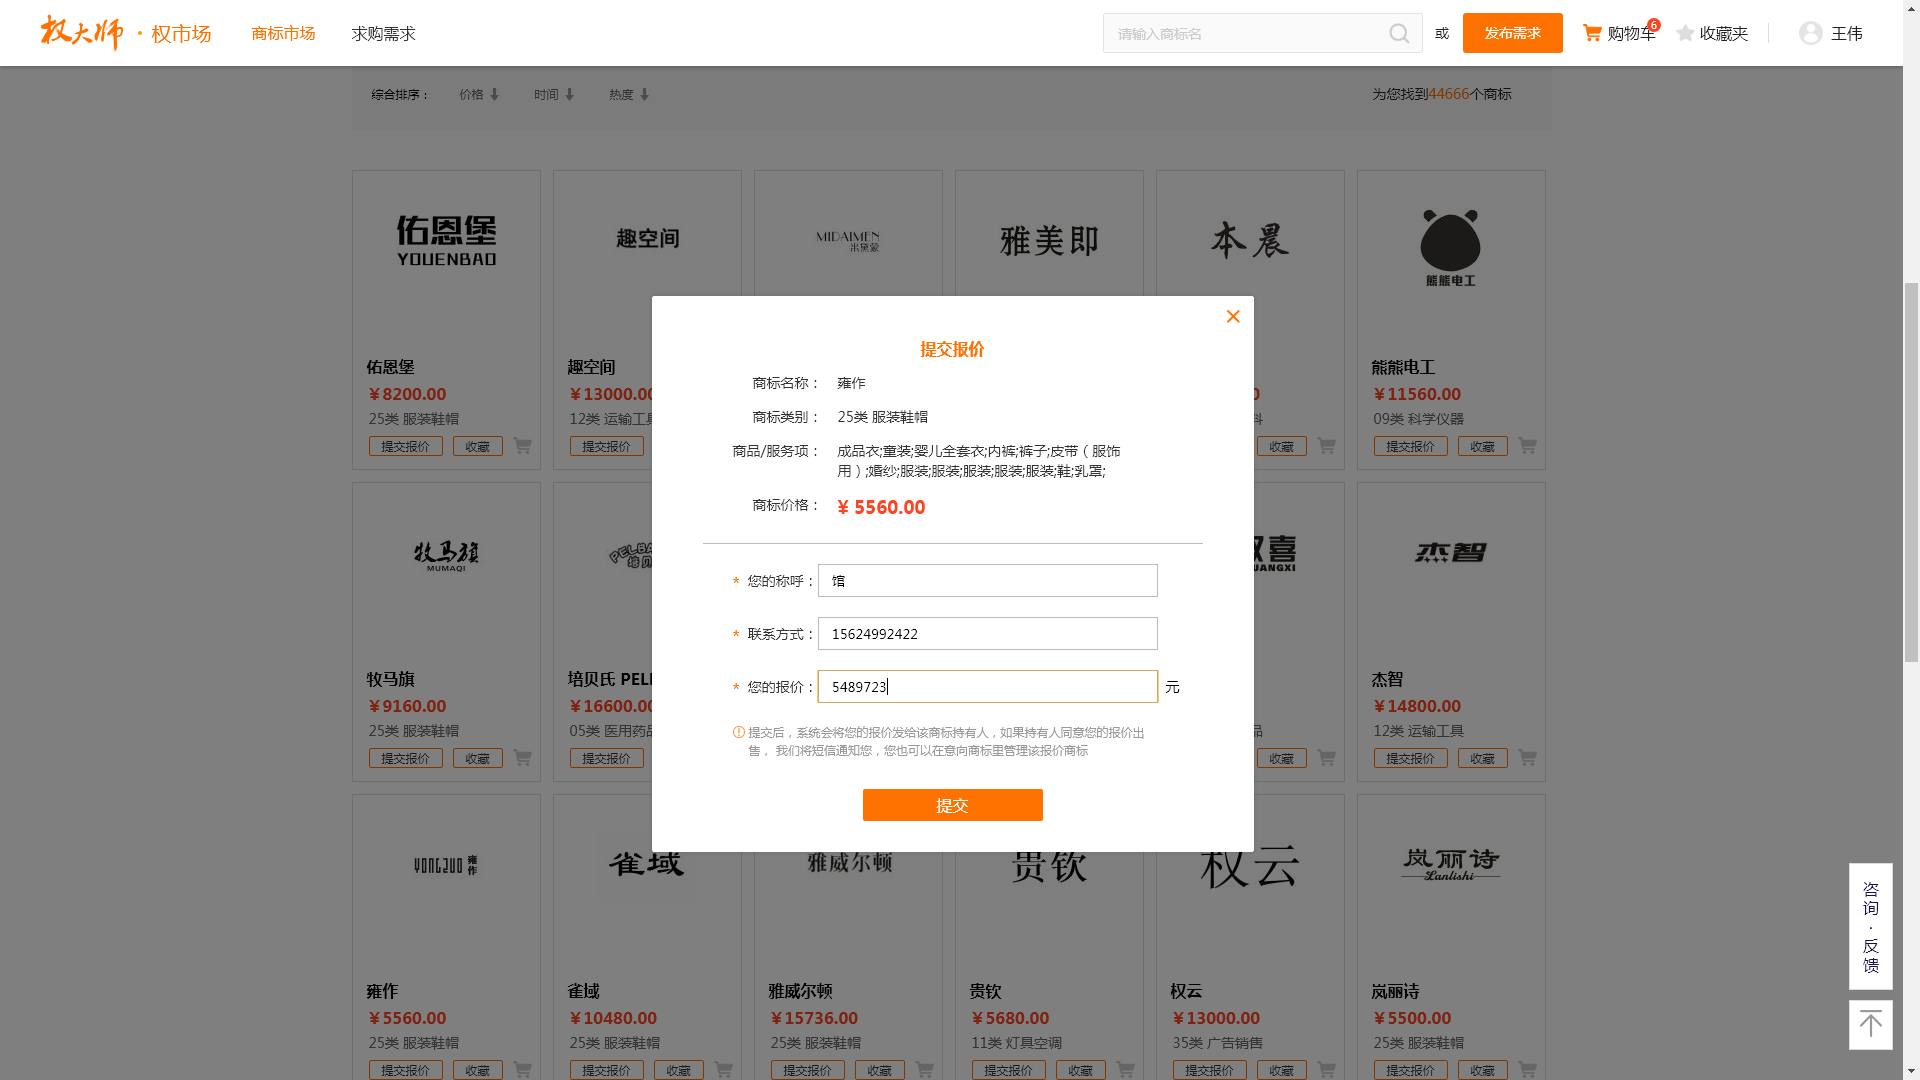 权大师 · 权市场 商标市场 求购需求 请输入商标名 或 发布需求 购物车 6 收藏夹 王伟
综合排序： 价格 时间 热度 为您找到44666个商标
佑恩堡
YOUENBAO
趣空间
MIDAIMEN
米黛蒙
雅美即
本晨
熊熊电工
佑恩堡 趣空间 熊熊电工
¥8200.00 ¥13000.00 ¥11560.00
25类 服装鞋帽 12类 运输工具 09类 科学仪器
提交报价 收藏 提交报价 收藏 提交报价 收藏
提交报价
商标名称： 雍作
商标类别： 25类 服装鞋帽
商品/服务项： 成品衣;童装;婴儿全套衣;内裤;裤子;皮带（服饰
用）;婚纱;服装;服装;服装;服装;服装;鞋;乳罩;
商标价格： ¥ 5560.00
* 您的称呼： 馆
* 联系方式： 15624992422
* 您的报价： 5489723 元
提交后，系统会将您的报价发给该商标持有人，如果持有人同意您的报价出
售， 我们将短信通知您，您也可以在意向商标里管理该报价商标
提交
牧马旗
MUMAQI
杰智
牧马旗 培贝氏 杰智
¥9160.00 ¥16600.00 ¥14800.00
25类 服装鞋帽 05类 医用药品 12类 运输工具
提交报价 收藏 提交报价 收藏 提交报价 收藏
YONGZUO 雍作
雀域
雅威尔顿
贵钦
权云
岚丽诗
Lanlishi
雍作 雀域 雅威尔顿 贵钦 权云 岚丽诗
¥5560.00 ¥10480.00 ¥15736.00 ¥5680.00 ¥13000.00 ¥5500.00
25类 服装鞋帽 25类 服装鞋帽 25类 服装鞋帽 11类 灯具空调 35类 广告销售 25类 服装鞋帽
提交报价 收藏 提交报价 收藏 提交报价 收藏 提交报价 收藏 提交报价 收藏 提交报价 收藏
咨询·反馈